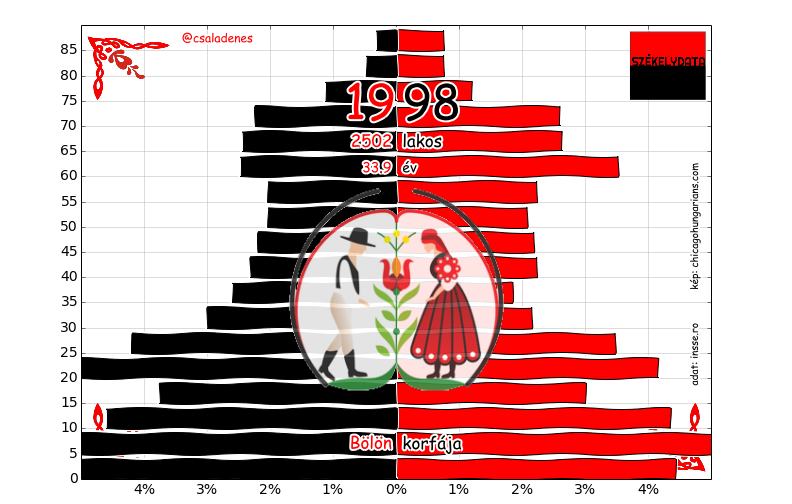 @csaladenes
SZÉKELYDATA
1998
2502 lakos
33.9 év
kép: chicagohungarians.com
adat: insse.ro
Bölön korfája
85
80
75
70
65
60
55
50
45
40
35
30
25
20
15
10
5
0
4% 3% 2% 1% 0% 1% 2% 3% 4%